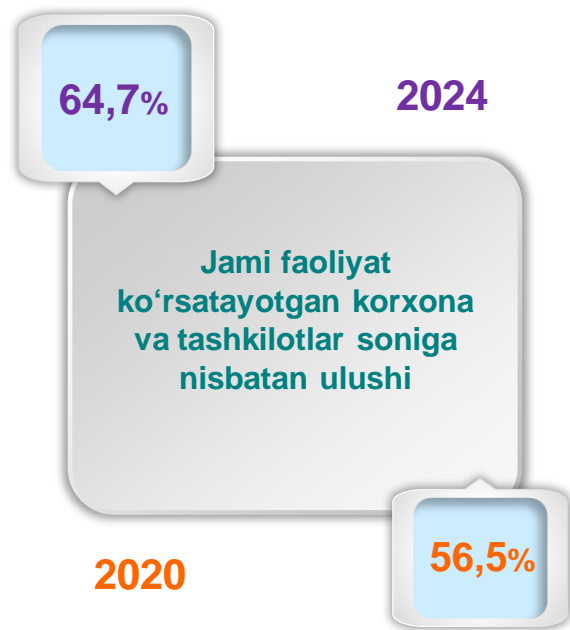 64,7%
2024
Jami faoliyat
ko‘rsatayotgan korxona
va tashkilotlar soniga
nisbatan ulushi
56,5%
2020